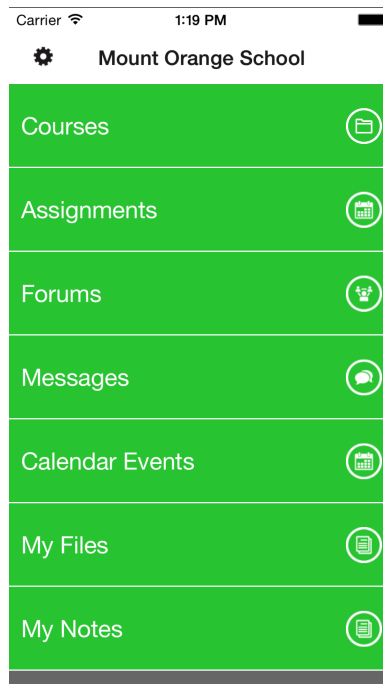 Carrier 1:19 PM
Mount Orange School
Courses
Assignments
Forums
Messages
Calendar Events
My Files
My Notes